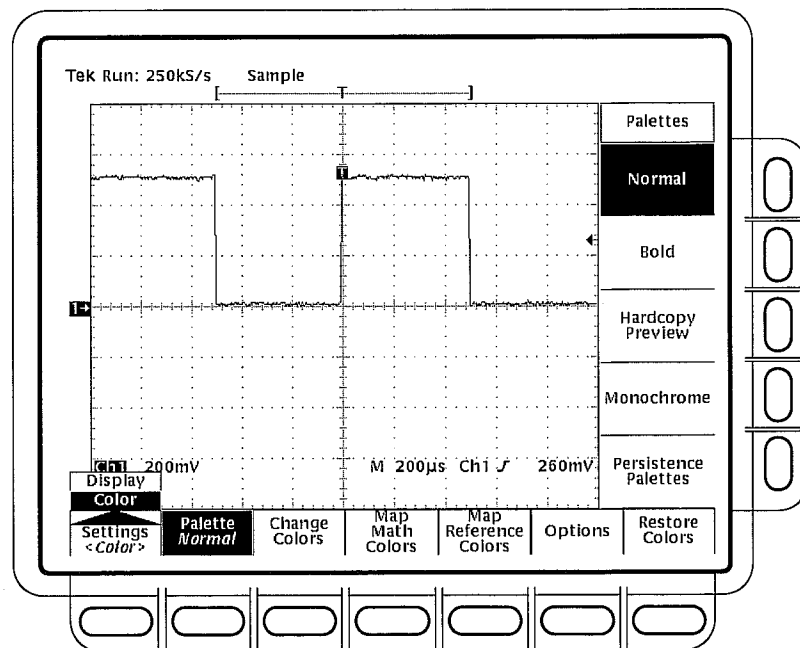 Tek Run: 250kS/s Sample
[ T ]
Palettes
Normal
T
Bold
1
Hardcopy
Preview
Monochrome
Ch1 200mV M 200µs Ch1 ∫ 260mV
Persistence
Palettes
Display
Color
Settings
<Color>
Palette
Normal
Change
Colors
Map
Math
Colors
Map
Reference
Colors
Options
Restore
Colors